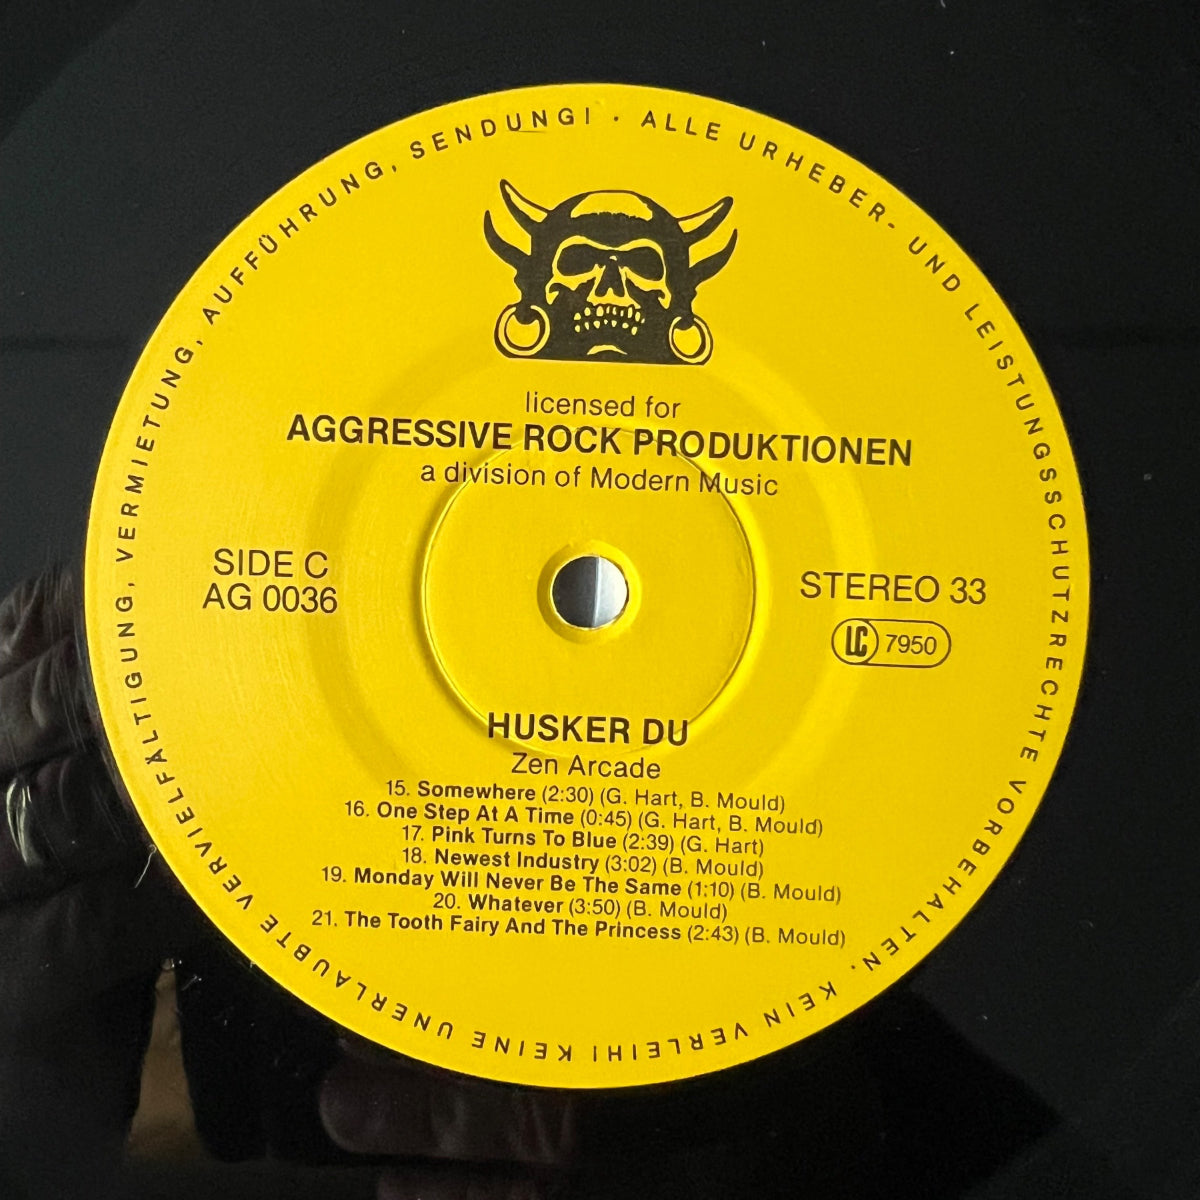 ALLE URHEBER- UND LEISTUNGSSCHUTZRECHTE VORBEHALTEN. KEIN VERLEIH! KEINE UNERLAUBTE VERVIELFÄLTIGUNG, VERMIETUNG, AUFFÜHRUNG, SENDUNG! ·
licensed for
AGGRESSIVE ROCK PRODUKTIONEN
a division of Modern Music
SIDE C
AG 0036
STEREO 33
LC 7950
HUSKER DU
Zen Arcade
15. Somewhere (2:30) (G. Hart, B. Mould)
16. One Step At A Time (0:45) (G. Hart, B. Mould)
17. Pink Turns To Blue (2:39) (G. Hart)
18. Newest Industry (3:02) (B. Mould)
19. Monday Will Never Be The Same (1:10) (B. Mould)
20. Whatever (3:50) (B. Mould)
21. The Tooth Fairy And The Princess (2:43) (B. Mould)